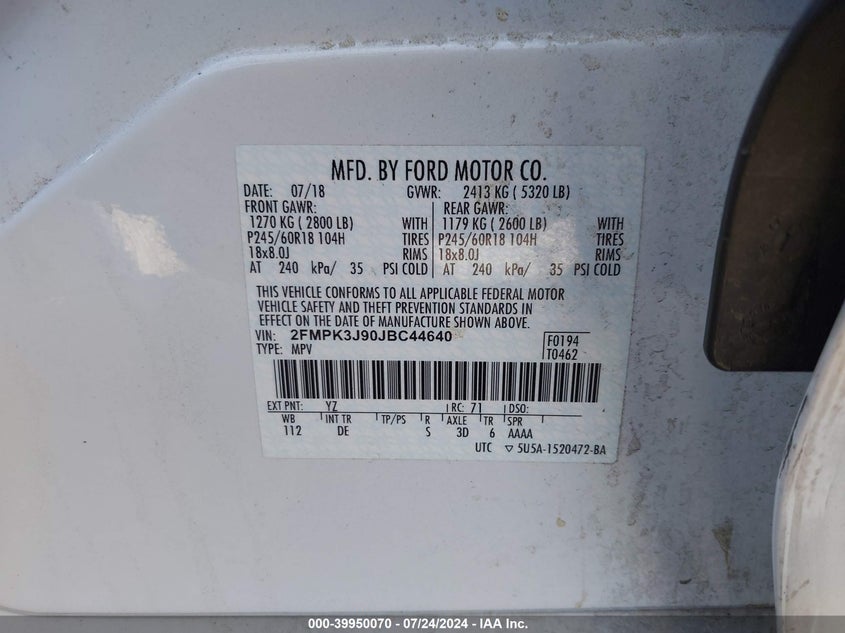 MFD. BY FORD MOTOR CO.
DATE: 07/18 GVWR: 2413 KG ( 5320 LB)
FRONT GAWR: REAR GAWR:
1270 KG ( 2800 LB) WITH 1179 KG ( 2600 LB) WITH
P245/60R18 104H TIRES P245/60R18 104H TIRES
18x8.0J RIMS 18x8.0J RIMS
AT 240 kPa/ 35 PSI COLD AT 240 kPa/ 35 PSI COLD
THIS VEHICLE CONFORMS TO ALL APPLICABLE FEDERAL MOTOR
VEHICLE SAFETY AND THEFT PREVENTION STANDARDS IN
EFFECT ON THE DATE OF MANUFACTURE SHOWN ABOVE.
VIN: 2FMPK3J90JBC44640 F0194
TYPE: MPV T0462
EXT PNT: YZ RC: 71 DSO:
WB INT TR TP/PS R AXLE TR SPR
112 DE S 3D 6 AAAA
UTC ▽ 5U5A-1520472-BA
000-39950070 - 07/24/2024 - IAA Inc.